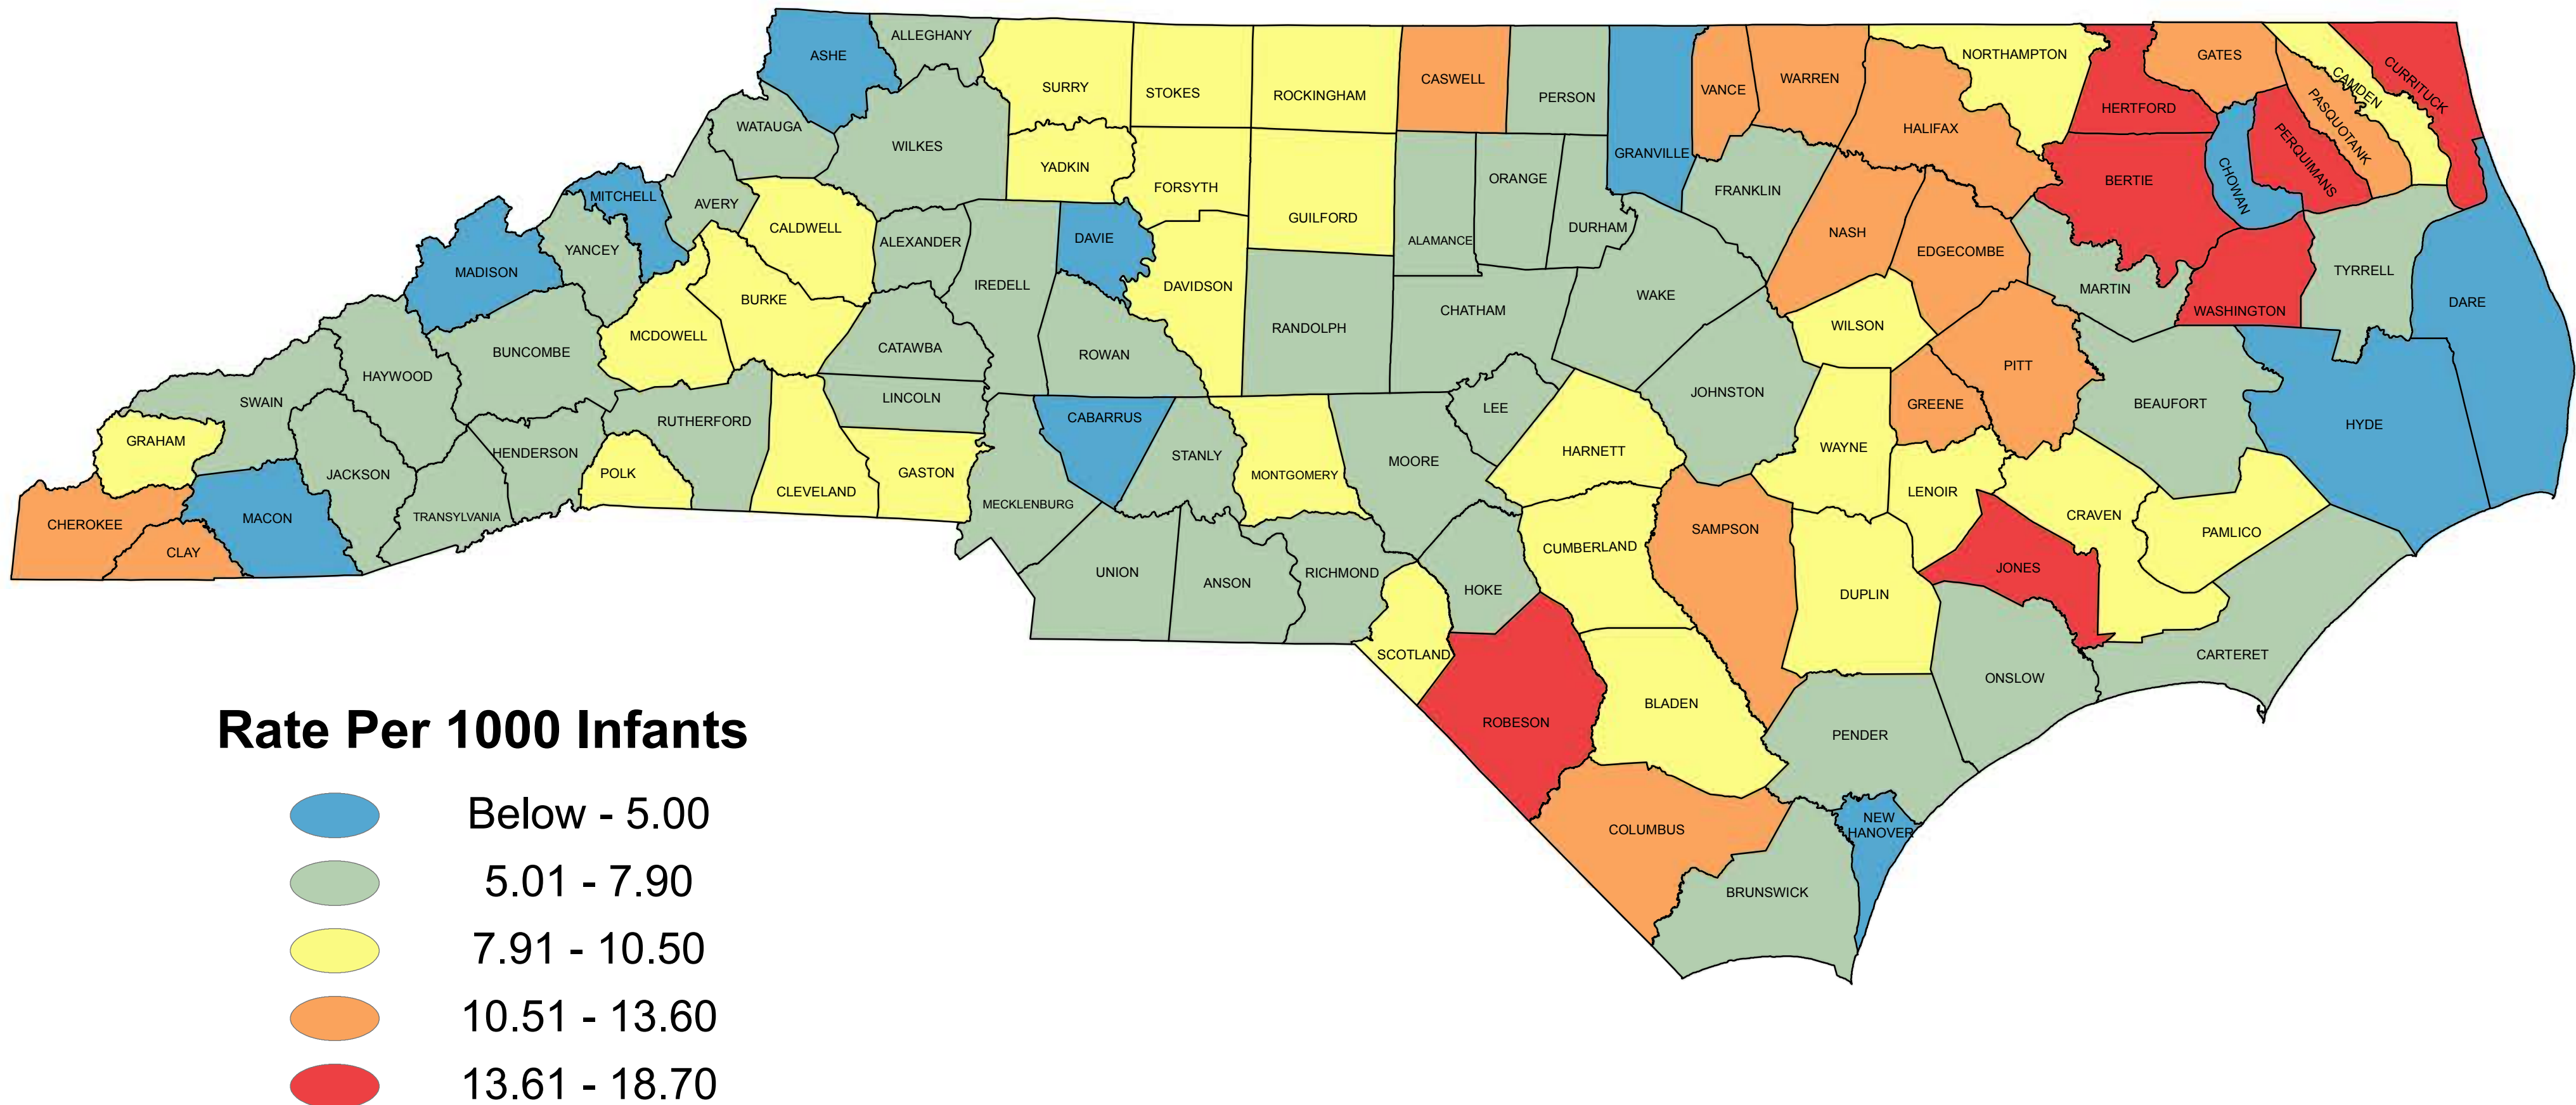 ASHE
ALLEGHANY
SURRY
STOKES
ROCKINGHAM
CASWELL
PERSON
GRANVILLE
VANCE
WARREN
NORTHAMPTON
HALIFAX
HERTFORD
GATES
CAMDEN
CURRITUCK
PASQUOTANK
PERQUIMANS
CHOWAN
BERTIE
WATAUGA
WILKES
YADKIN
FORSYTH
GUILFORD
ALAMANCE
ORANGE
DURHAM
FRANKLIN
NASH
EDGECOMBE
MARTIN
WASHINGTON
TYRRELL
DARE
MITCHELL
AVERY
CALDWELL
ALEXANDER
IREDELL
DAVIE
DAVIDSON
RANDOLPH
CHATHAM
WAKE
WILSON
PITT
BEAUFORT
HYDE
MADISON
YANCEY
BURKE
MCDOWELL
CATAWBA
ROWAN
JOHNSTON
GREENE
BUNCOMBE
HAYWOOD
SWAIN
GRAHAM
RUTHERFORD
LINCOLN
CABARRUS
STANLY
MONTGOMERY
MOORE
LEE
HARNETT
WAYNE
LENOIR
CRAVEN
PAMLICO
JACKSON
HENDERSON
POLK
CLEVELAND
GASTON
MECKLENBURG
TRANSYLVANIA
CHEROKEE
CLAY
MACON
UNION
ANSON
RICHMOND
HOKE
CUMBERLAND
SAMPSON
DUPLIN
JONES
SCOTLAND
ROBESON
BLADEN
PENDER
ONSLOW
CARTERET
COLUMBUS
BRUNSWICK
NEW
HANOVER
Rate Per 1000 Infants
Below - 5.00
5.01 - 7.90
7.91 - 10.50
10.51 - 13.60
13.61 - 18.70